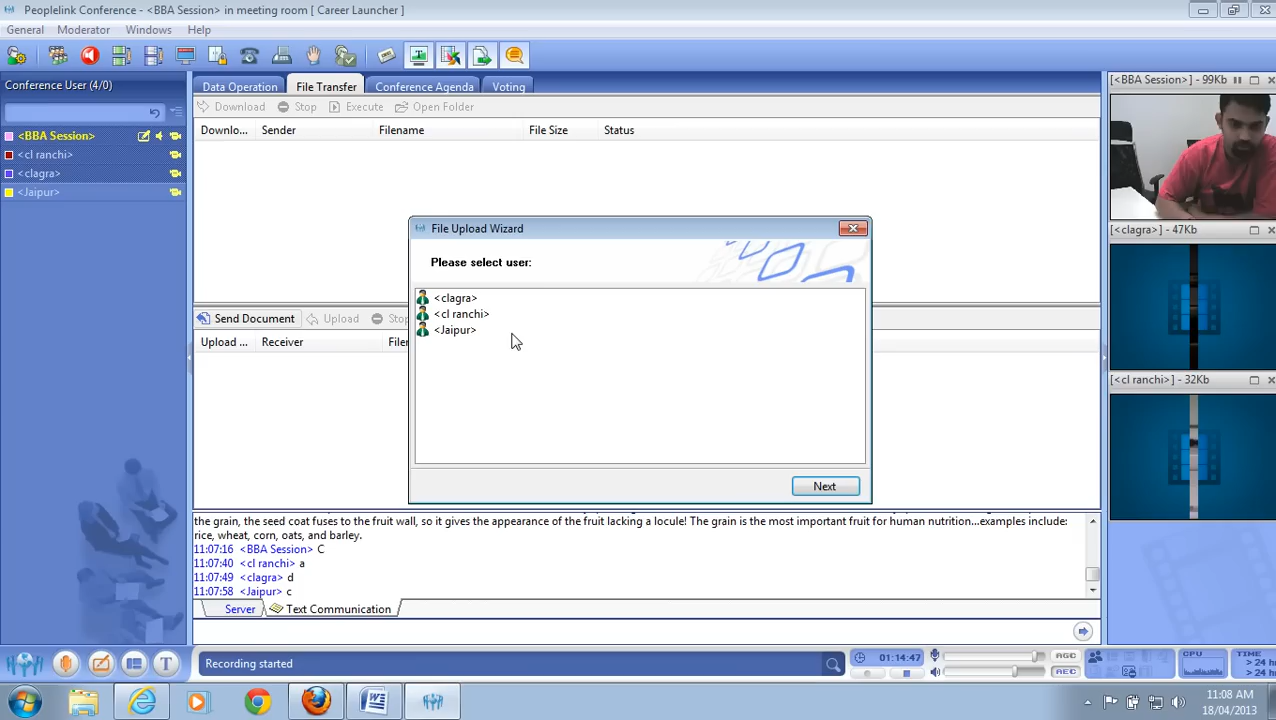 Peoplelink Conference - <BBA Session> in meeting room [ Career Launcher ]
General Moderator Windows Help
Conference User (4/0)
<BBA Session>
<cl ranchi>
<clagra>
<Jaipur>
Data Operation File Transfer Conference Agenda Voting
Download Stop Execute Open Folder
Downlo... Sender Filename File Size Status
File Upload Wizard
Please select user:
<clagra>
<cl ranchi>
<Jaipur>
Next
Send Document Upload Stop
Upload ... Receiver
the grain, the seed coat fuses to the fruit wall, so it gives the appearance of the fruit lacking a locule! The grain is the most important fruit for human nutrition...examples include:
rice, wheat, corn, oats, and barley.
11:07:16 <BBA Session> C
11:07:40 <cl ranchi> a
11:07:49 <clagra> d
11:07:58 <Jaipur> c
Server Text Communication
[<BBA Session>] - 99Kb
[<clagra>] - 47Kb
[<cl ranchi>] - 32Kb
T Recording started 01:14:47 AGC AEC CPU TIME
> 24 h
> 24 h
W
11:08 AM
18/04/2013